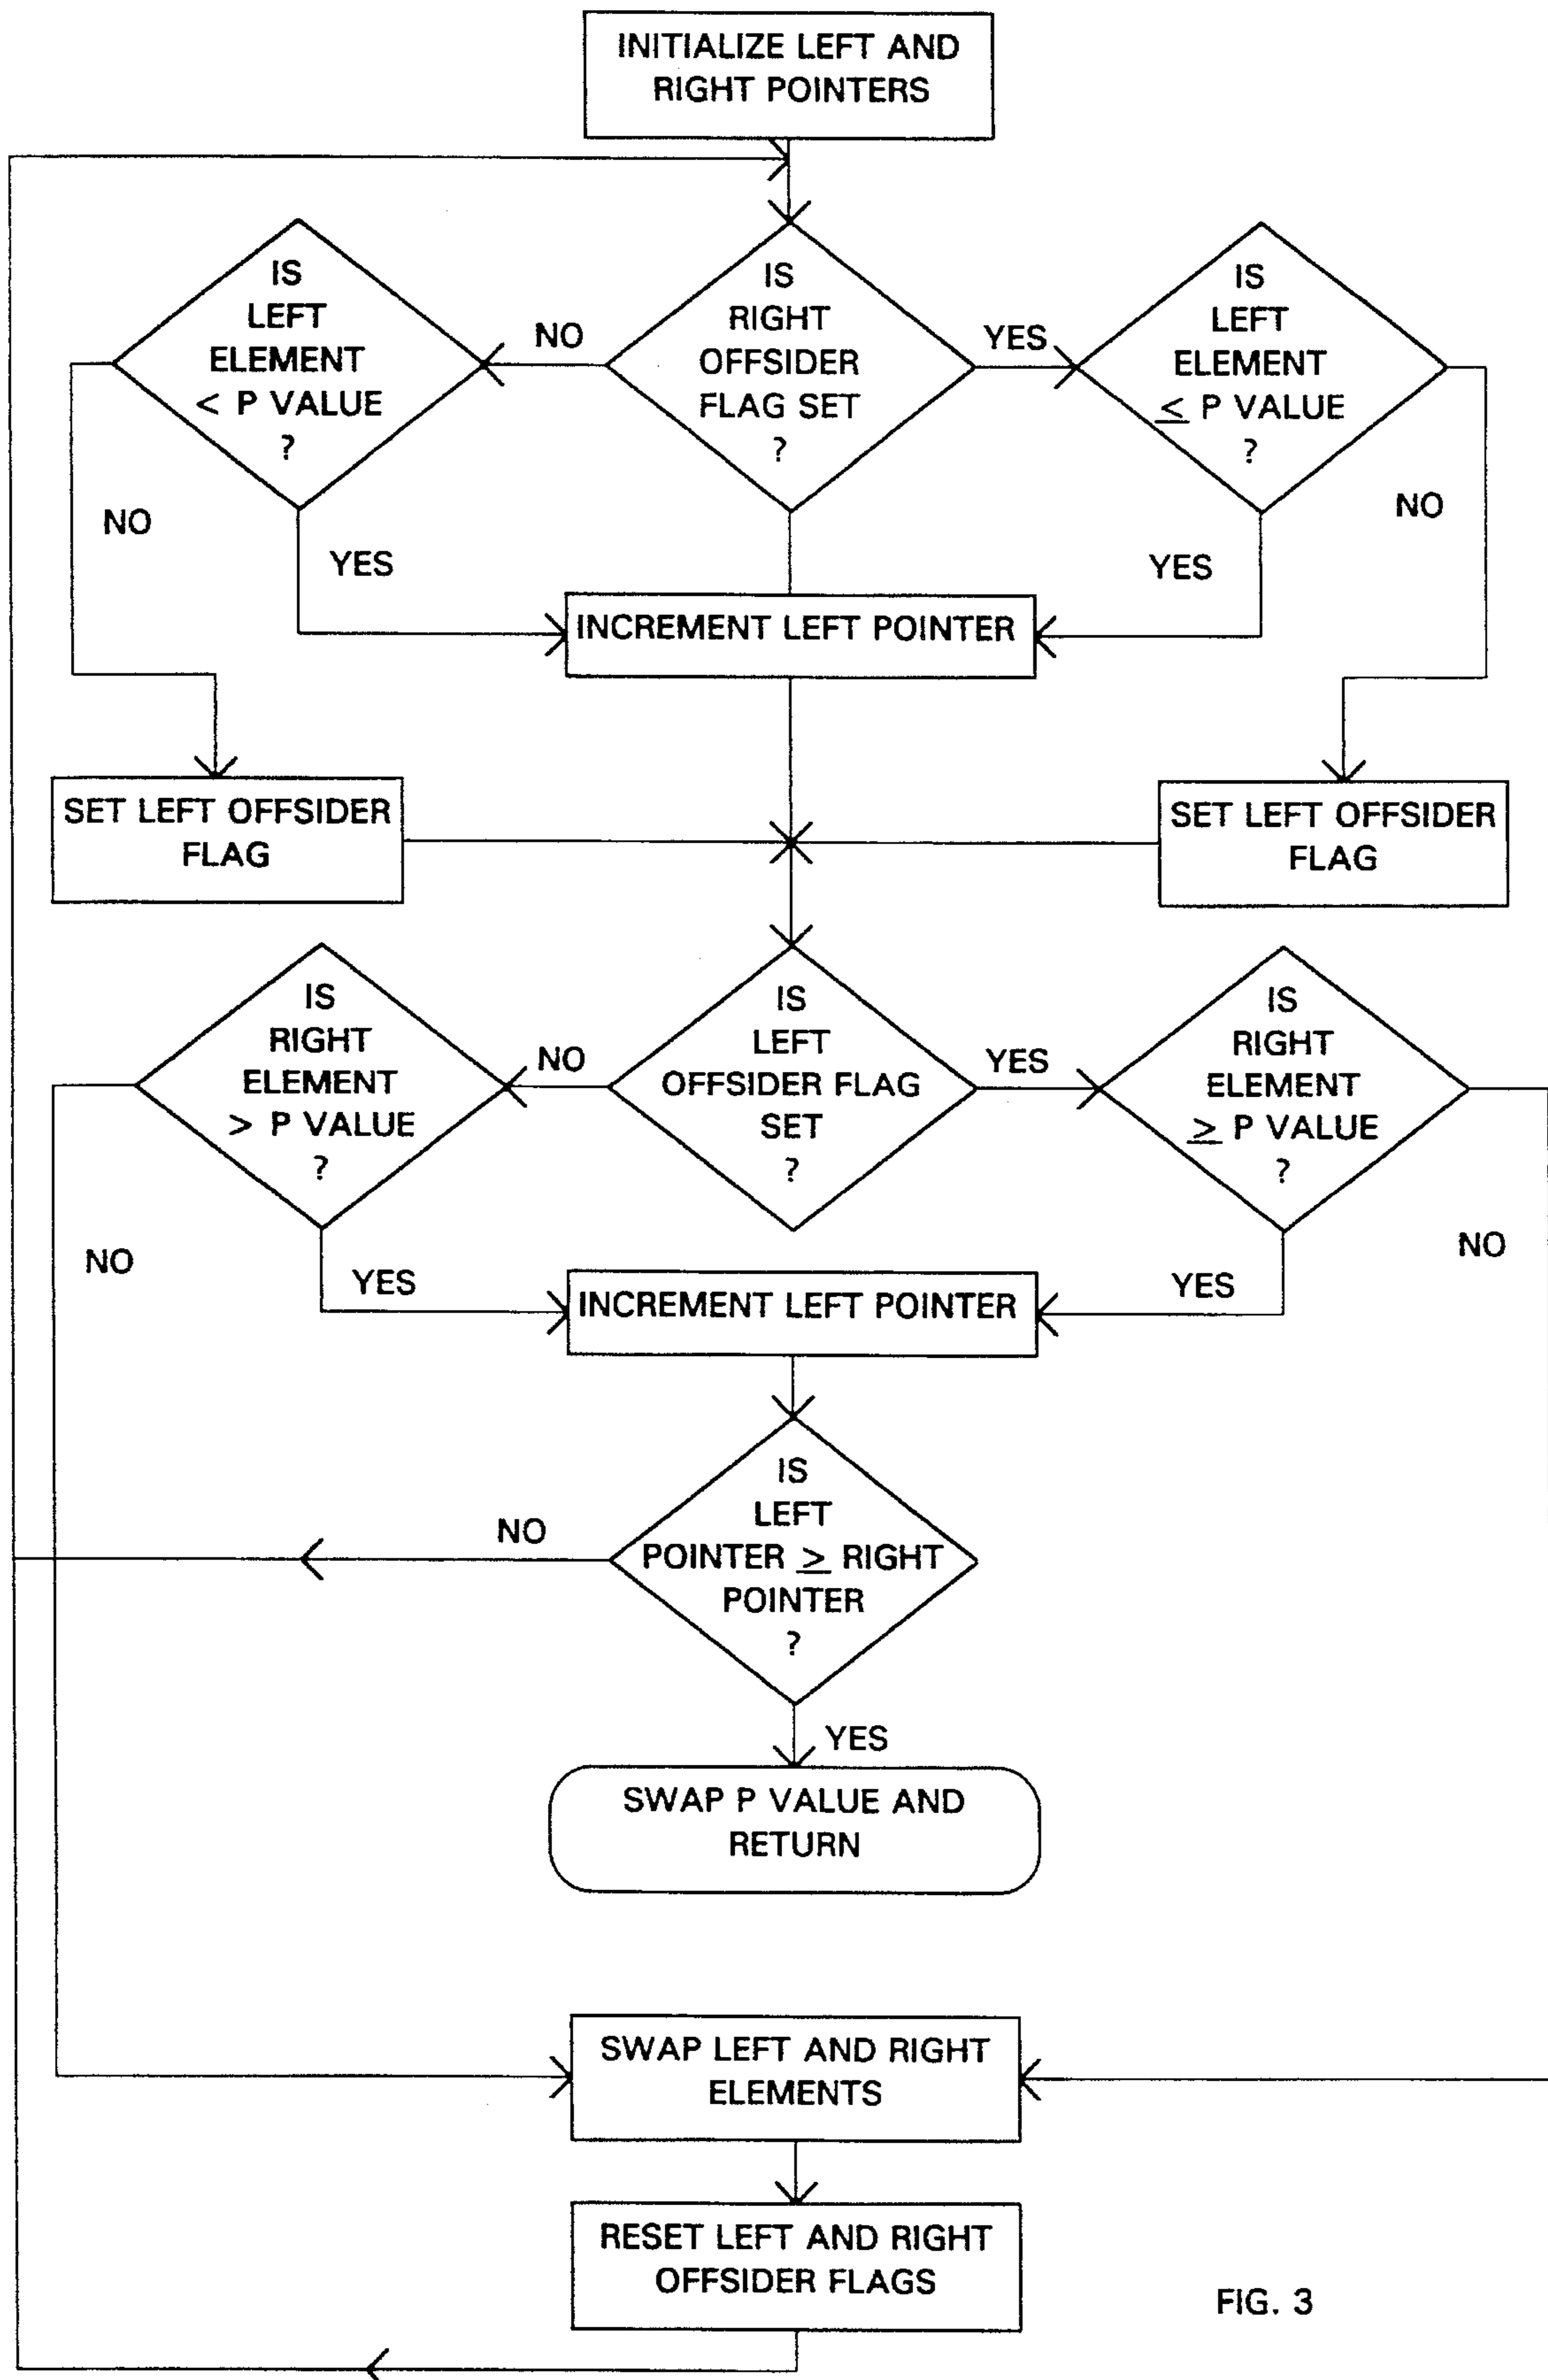 INITIALIZE LEFT AND
RIGHT POINTERS
IS
LEFT
ELEMENT
< P VALUE
?
NO
IS
RIGHT
OFFSIDER
FLAG SET
?
YES
IS
LEFT
ELEMENT
≤ P VALUE
?
NO
YES
YES
NO
INCREMENT LEFT POINTER
SET LEFT OFFSIDER
FLAG
SET LEFT OFFSIDER
FLAG
IS
RIGHT
ELEMENT
> P VALUE
?
NO
IS
LEFT
OFFSIDER FLAG
SET
?
YES
IS
RIGHT
ELEMENT
≥ P VALUE
?
NO
YES
YES
NO
INCREMENT LEFT POINTER
IS
LEFT
POINTER ≥ RIGHT
POINTER
?
NO
YES
SWAP P VALUE AND
RETURN
SWAP LEFT AND RIGHT
ELEMENTS
RESET LEFT AND RIGHT
OFFSIDER FLAGS
FIG. 3